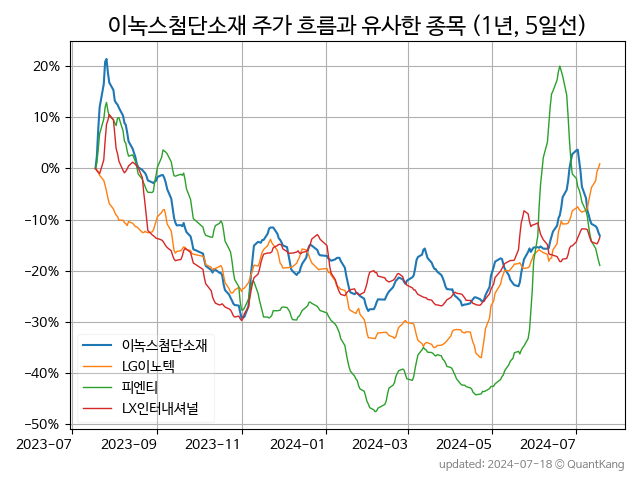 이녹스첨단소재 주가 흐름과 유사한 종목 (1년, 5일선)
20%
10%
0%
−10%
−20%
−30%
−40%
−50%
이녹스첨단소재
LG이노텍
피엔티
LX인터내셔널
2023-07 2023-09 2023-11 2024-01 2024-03 2024-05 2024-07
updated: 2024-07-18 © QuantKang